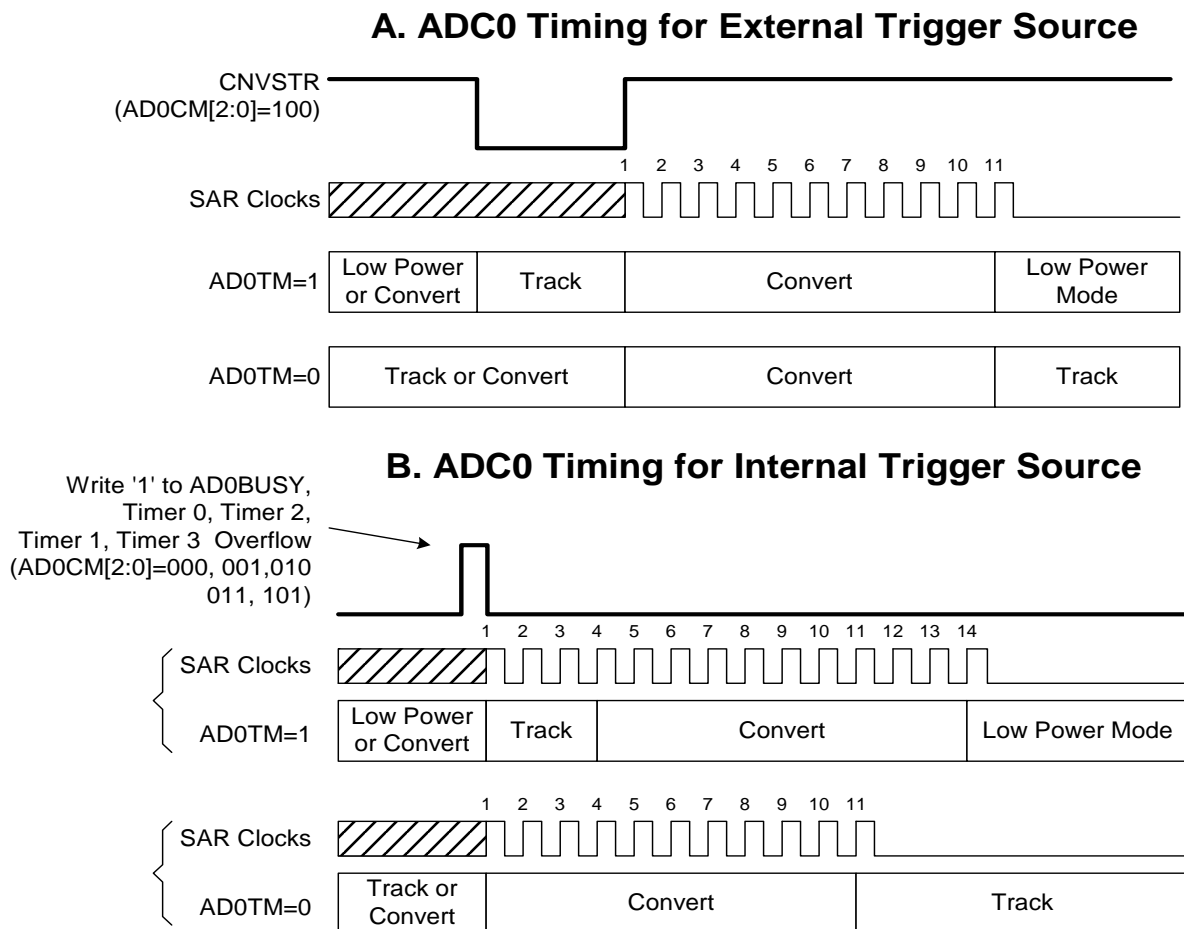 A. ADC0 Timing for External Trigger Source
CNVSTR
(AD0CM[2:0]=100)
1 2 3 4 5 6 7 8 9 10 11
SAR Clocks
AD0TM=1
Low Power
or Convert
Track
Convert
Low Power
Mode
AD0TM=0
Track or Convert
Convert
Track
B. ADC0 Timing for Internal Trigger Source
Write '1' to AD0BUSY,
Timer 0, Timer 2,
Timer 1, Timer 3 Overflow
(AD0CM[2:0]=000, 001,010
011, 101)
1 2 3 4 5 6 7 8 9 10 11 12 13 14
SAR Clocks
AD0TM=1
Low Power
or Convert
Track
Convert
Low Power Mode
1 2 3 4 5 6 7 8 9 10 11
SAR Clocks
AD0TM=0
Track or
Convert
Convert
Track